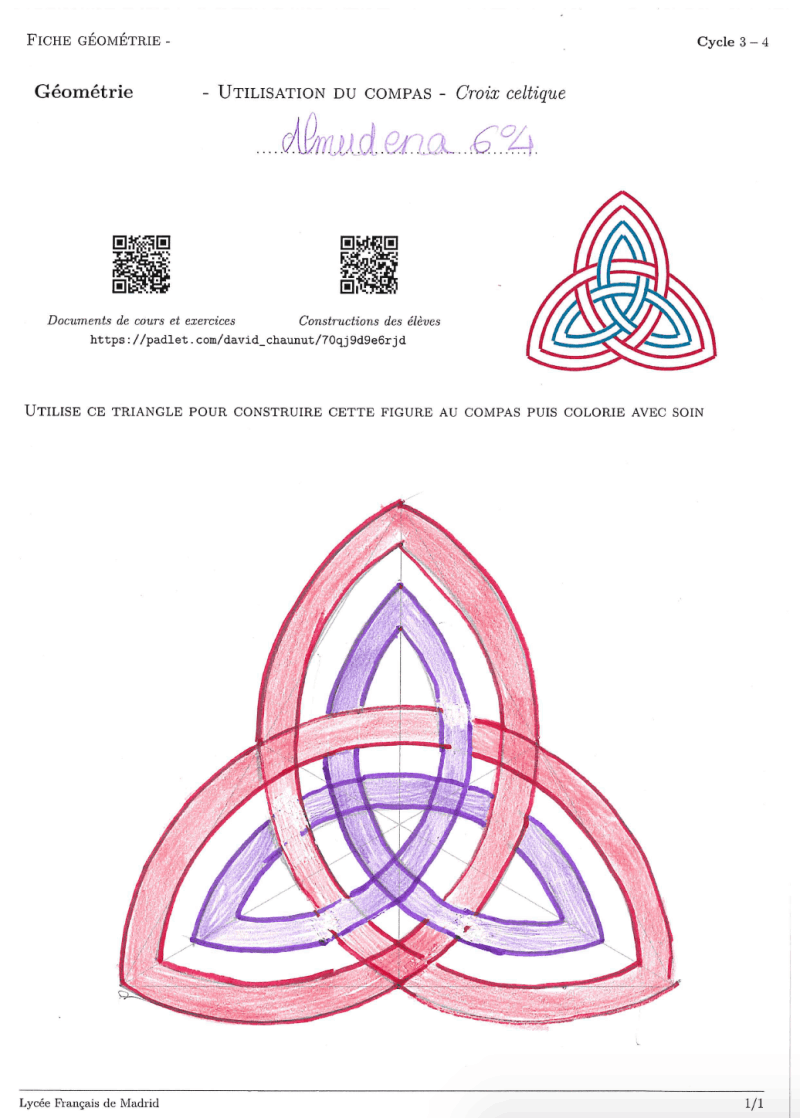 FICHE GÉOMÉTRIE -
Cycle 3 – 4
Géométrie - UTILISATION DU COMPAS - Croix celtique
Almudena 6º4
Documents de cours et exercices
Constructions des élèves
https://padlet.com/david_chaunut/70qj9d9e6rjd
UTILISE CE TRIANGLE POUR CONSTRUIRE CETTE FIGURE AU COMPAS PUIS COLORIE AVEC SOIN
Lycée Français de Madrid
1/1